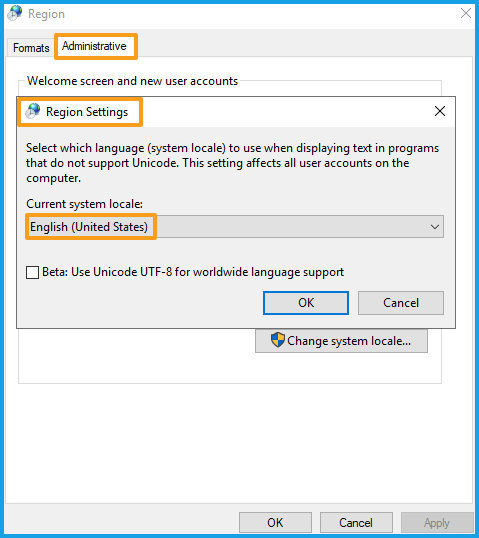 Region
Formats
Administrative
Welcome screen and new user accounts
Region Settings
Select which language (system locale) to use when displaying text in programs
that do not support Unicode. This setting affects all user accounts on the
computer.
Current system locale:
English (United States)
Beta: Use Unicode UTF-8 for worldwide language support
OK
Cancel
Change system locale...
OK
Cancel
Apply